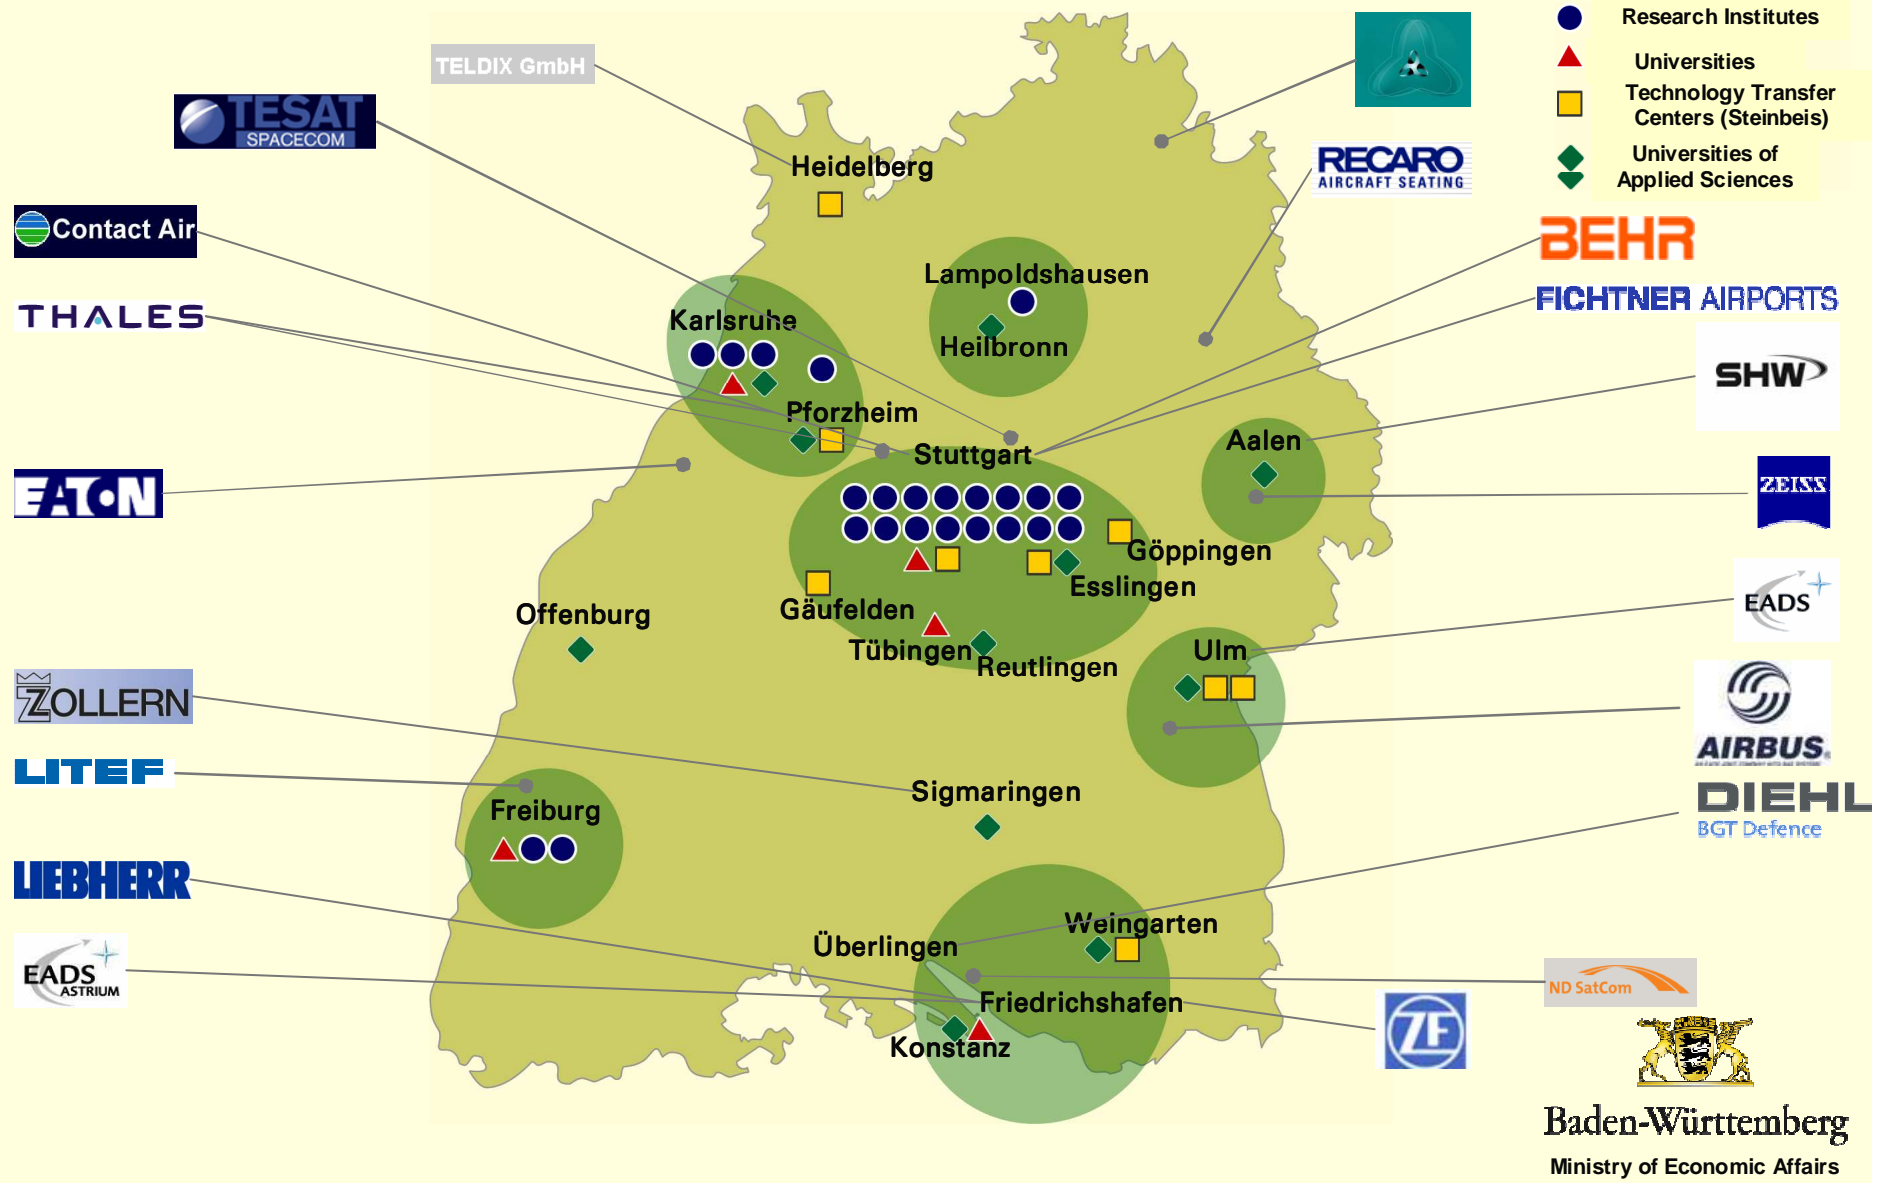 Research Institutes
Universities
Technology Transfer
Centers (Steinbeis)
Universities of
Applied Sciences
TELDIX GmbH
TESAT
SPACECOM
Contact Air
THALES
EATON
ZOLLERN
LITEF
LIEBHERR
EADS
ASTRIUM
Heidelberg
Lampoldshausen
Heilbronn
Karlsruhe
Pforzheim
Stuttgart
Aalen
Göppingen
Esslingen
Gäufelden
Tübingen
Reutlingen
Offenburg
Ulm
Sigmaringen
Freiburg
Weingarten
Überlingen
Friedrichshafen
Konstanz
RECARO
AIRCRAFT SEATING
BEHR
FICHTNER AIRPORTS
SHW
ZEISS
EADS
AIRBUS
DIEHL
BGT Defence
ND SatCom
ZF
Baden-Württemberg
Ministry of Economic Affairs